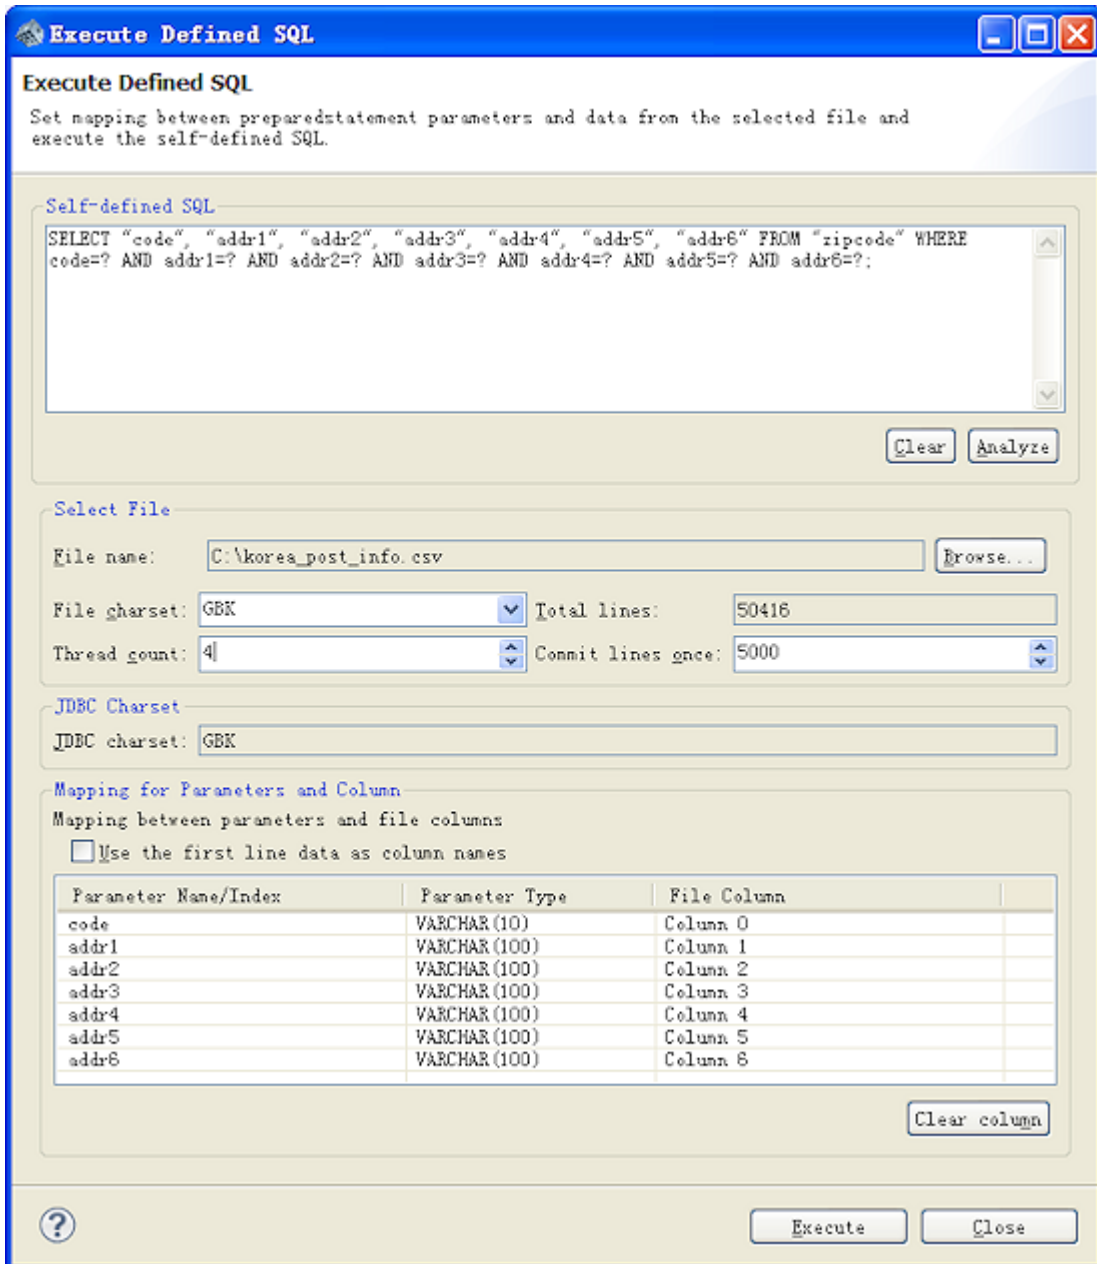 Execute Defined SQL
Execute Defined SQL
Set mapping between preparedstatement parameters and data from the selected file and
execute the self-defined SQL.
Self-defined SQL
SELECT "code", "addr1", "addr2", "addr3", "addr4", "addr5", "addr6" FROM "zipcode" WHERE
code=? AND addr1=? AND addr2=? AND addr3=? AND addr4=? AND addr5=? AND addr6=?;
Clear Analyze
Select File
File name: C:\korea_post_info.csv Browse...
File charset: GBK Total lines: 50416
Thread count: 4 Commit lines once: 5000
JDBC Charset
JDBC charset: GBK
Mapping for Parameters and Column
Mapping between parameters and file columns
Use the first line data as column names
Parameter Name/Index Parameter Type File Column
code VARCHAR(10) Column 0
addr1 VARCHAR(100) Column 1
addr2 VARCHAR(100) Column 2
addr3 VARCHAR(100) Column 3
addr4 VARCHAR(100) Column 4
addr5 VARCHAR(100) Column 5
addr6 VARCHAR(100) Column 6
Clear column
? Execute Close